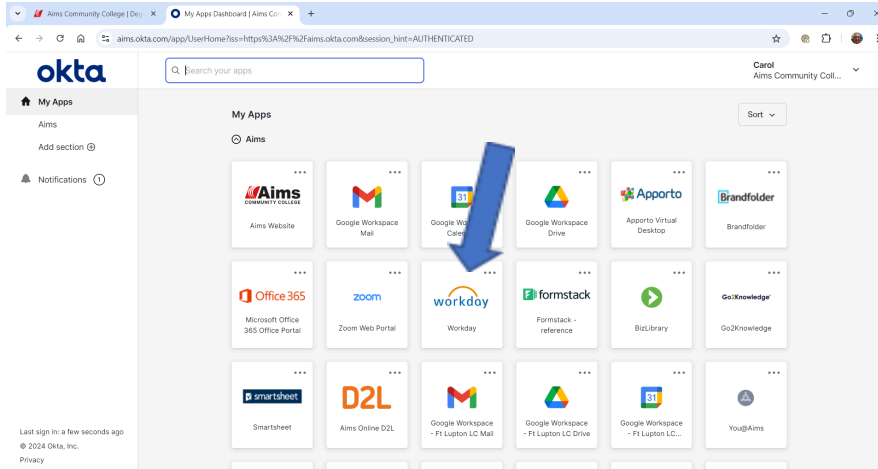 Aims Community College | Deg
My Apps Dashboard | Aims Com
aims.okta.com/app/UserHome?iss=https%3A%2F%2Faims.okta.com&session_hint=AUTHENTICATED
okta
Search your apps
Carol
Aims Community Coll...
My Apps
Aims
Add section
Notifications 1
My Apps
Sort
Aims
Aims
COMMUNITY COLLEGE
Aims Website
Google Workspace
Mail
31
Google Wo
Calen
Google Workspace
Drive
Apporto
Apporto Virtual
Desktop
Brandfolder
Brandfolder
Office 365
Microsoft Office
365 Office Portal
zoom
Zoom Web Portal
workday
Workday
formstack
Formstack -
reference
BizLibrary
Go2Knowledge
Go2Knowledge
smartsheet
Smartsheet
D2L
Aims Online D2L
Google Workspace
- Ft Lupton LC Mail
Google Workspace
- Ft Lupton LC Drive
31
Google Workspace
- Ft Lupton LC...
You@Aims
Last sign in: a few seconds ago
© 2024 Okta, Inc.
Privacy